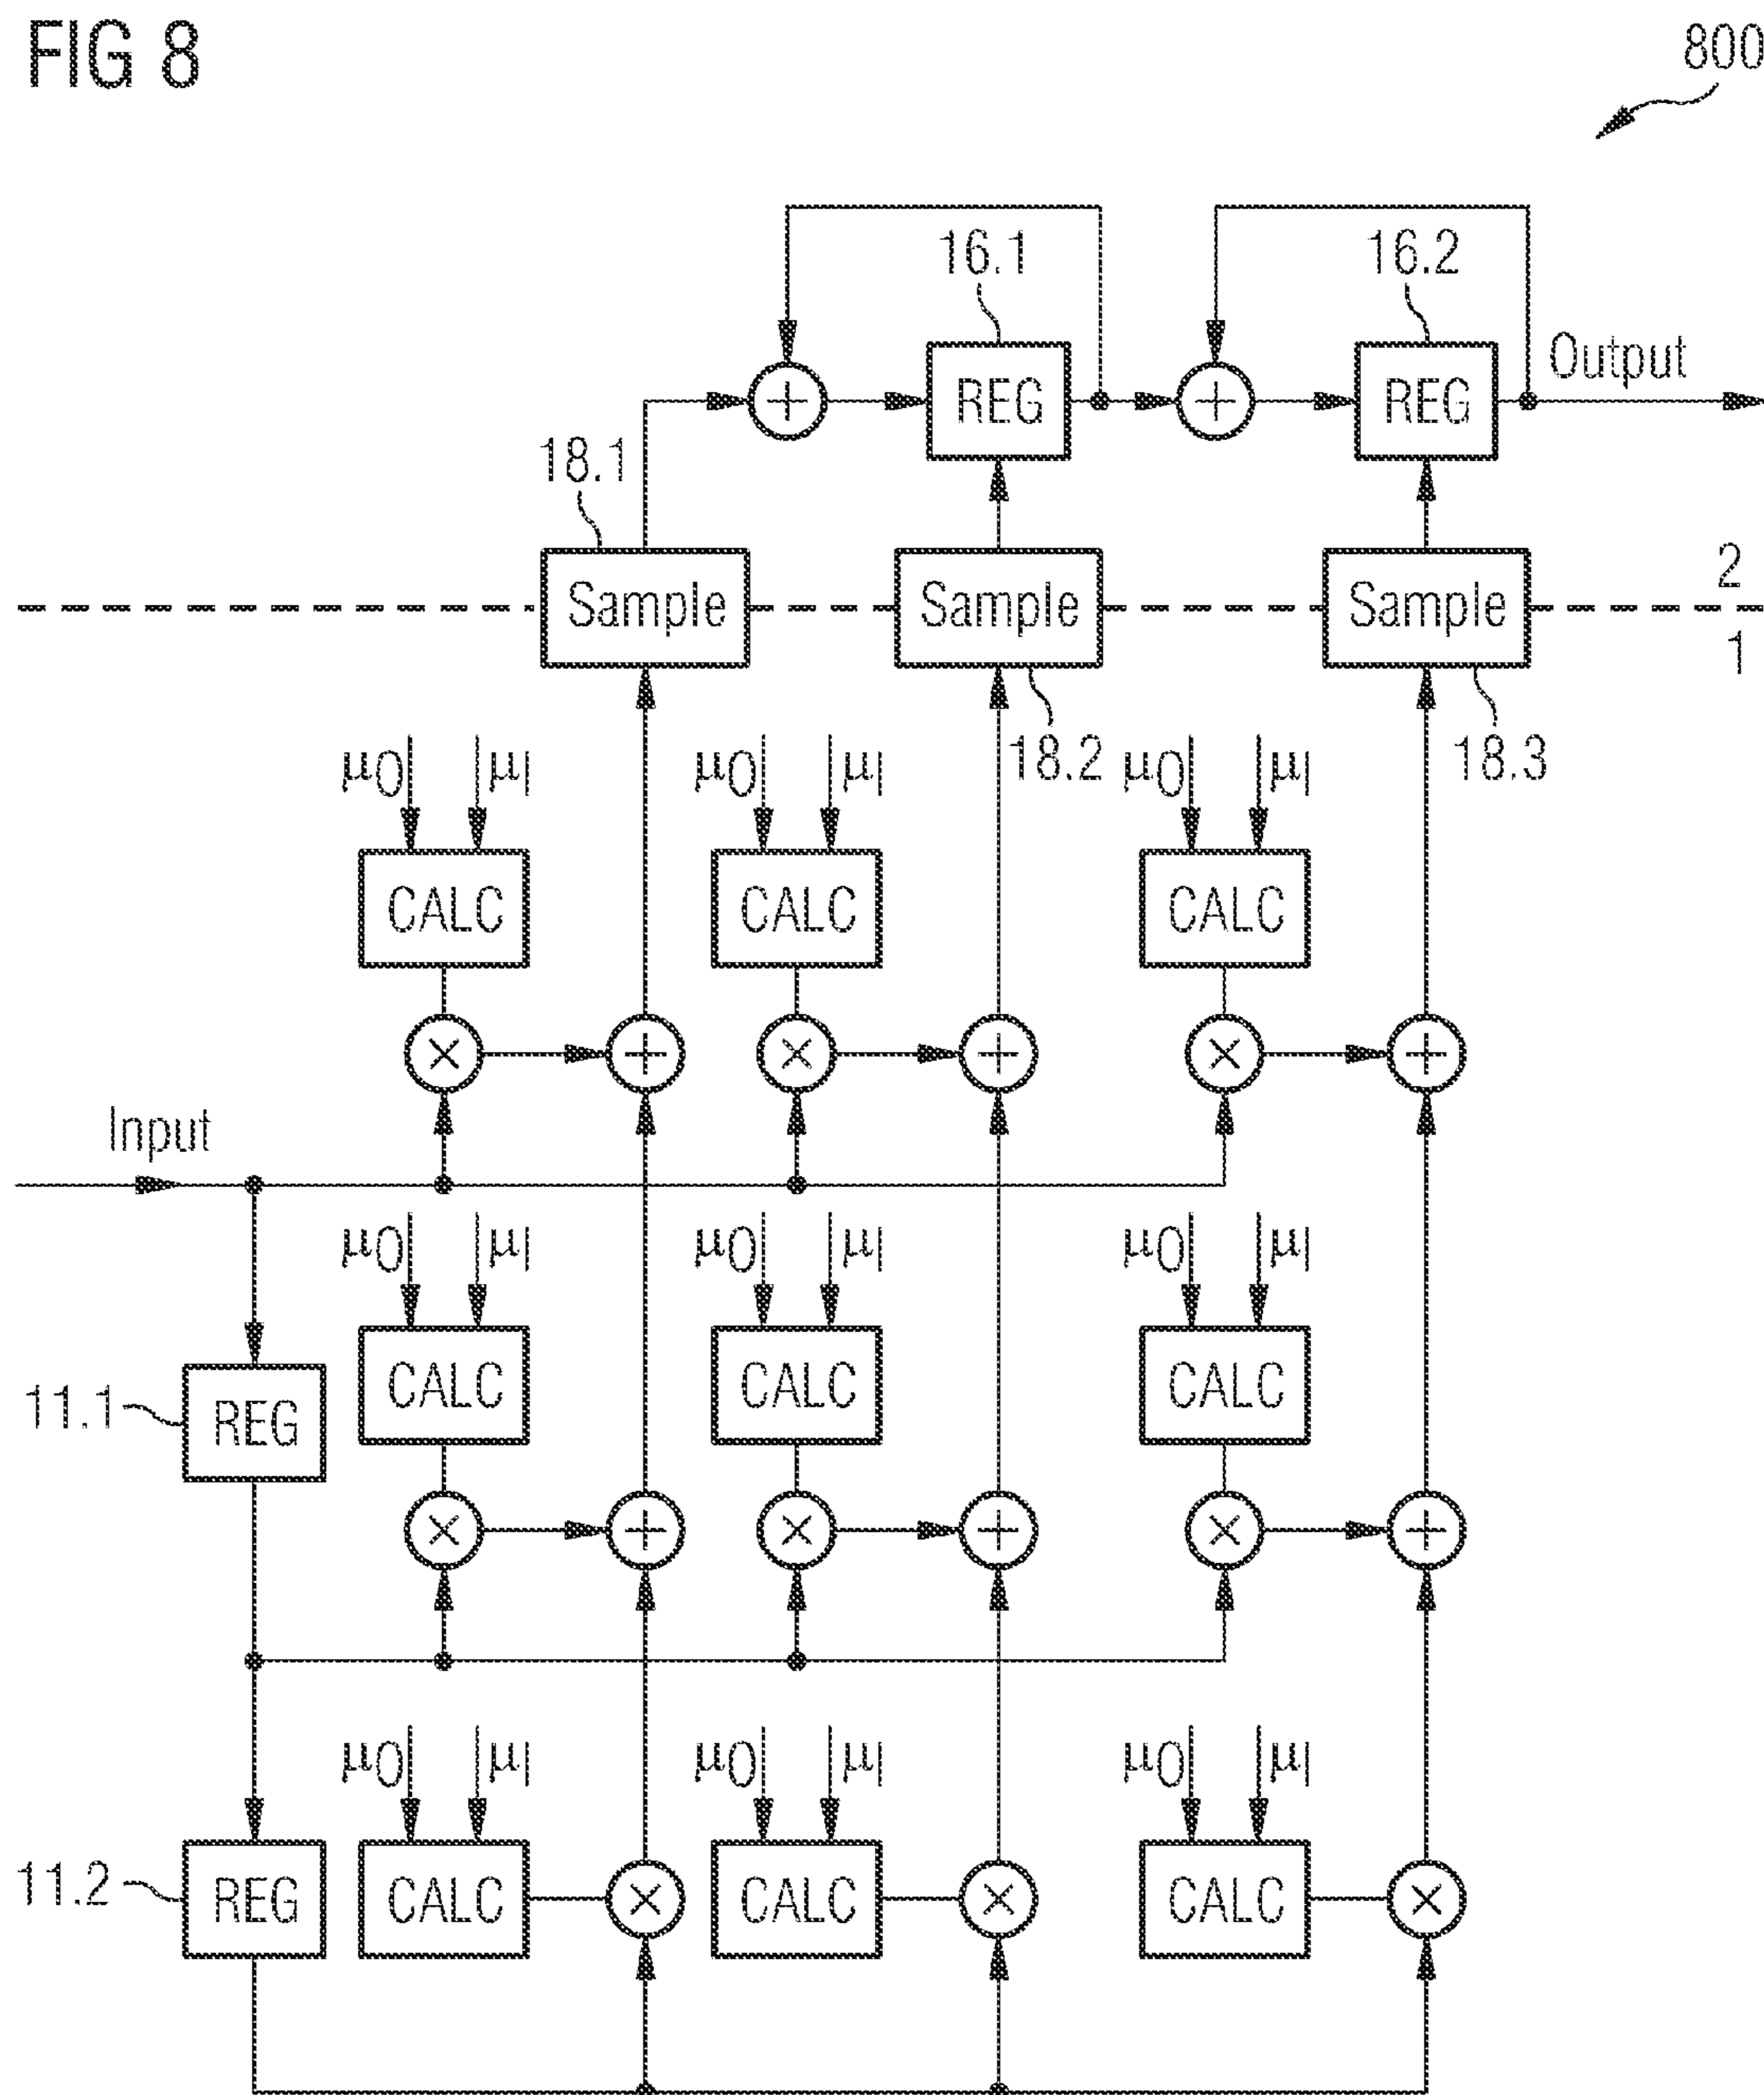 FIG 8
800
16.1
16.2
REG
REG
Output
18.1
2
Sample
Sample
Sample
1
18.2
18.3
μO μI
μO μI
μO μI
CALC
CALC
CALC
× +
× +
× +
Input
μO μI
μO μI
μO μI
11.1
REG
CALC
CALC
CALC
× +
× +
× +
μO μI
μO μI
μO μI
11.2
REG
CALC
×
CALC
×
CALC
×